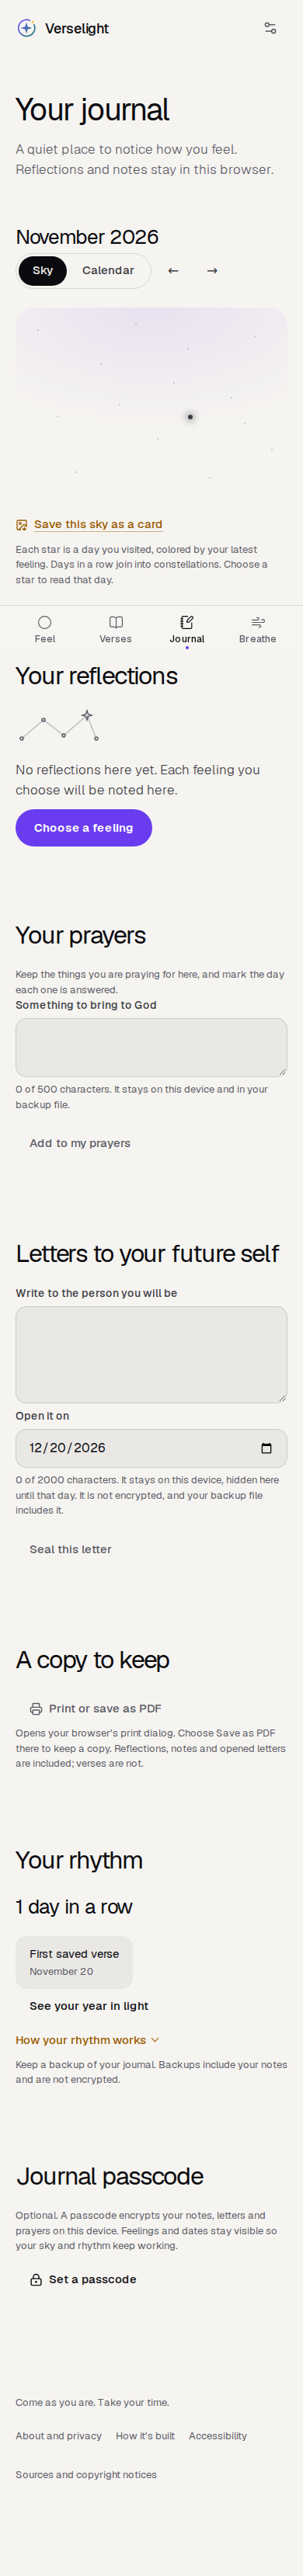 Verselight
Your journal
A quiet place to notice how you feel.
Reflections and notes stay in this browser.
November 2026
Sky
Calendar
Save this sky as a card
Each star is a day you visited, colored by your latest
feeling. Days in a row join into constellations. Choose a
star to read that day.
Feel
Verses
Journal
Breathe
Your reflections
No reflections here yet. Each feeling you
choose will be noted here.
Choose a feeling
Your prayers
Keep the things you are praying for here, and mark the day
each one is answered.
Something to bring to God
0 of 500 characters. It stays on this device and in your
backup file.
Add to my prayers
Letters to your future self
Write to the person you will be
Open it on
12/20/2026
0 of 2000 characters. It stays on this device, hidden here
until that day. It is not encrypted, and your backup file
includes it.
Seal this letter
A copy to keep
Print or save as PDF
Opens your browser's print dialog. Choose Save as PDF
there to keep a copy. Reflections, notes and opened letters
are included; verses are not.
Your rhythm
1 day in a row
First saved verse
November 20
See your year in light
How your rhythm works
Keep a backup of your journal. Backups include your notes
and are not encrypted.
Journal passcode
Optional. A passcode encrypts your notes, letters and
prayers on this device. Feelings and dates stay visible so
your sky and rhythm keep working.
Set a passcode
Come as you are. Take your time.
About and privacy
How it's built
Accessibility
Sources and copyright notices